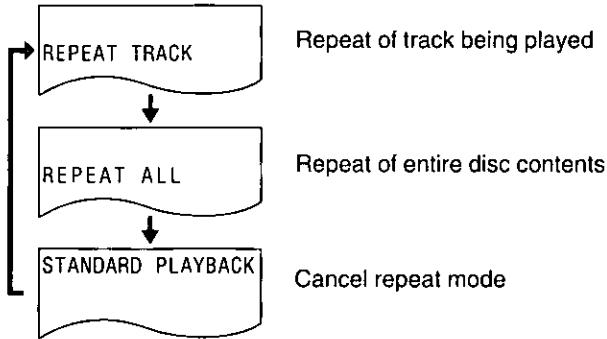 REPEAT TRACK
Repeat of track being played
REPEAT ALL
Repeat of entire disc contents
STANDARD PLAYBACK
Cancel repeat mode